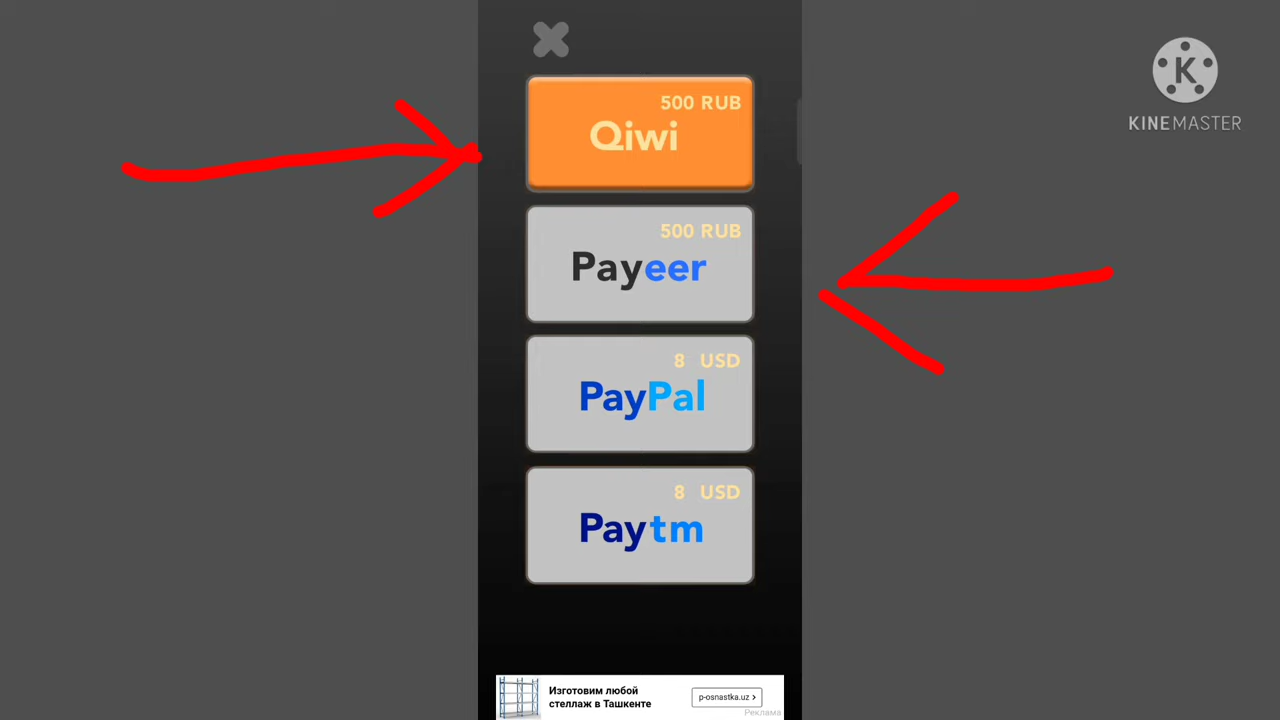 500 RUB
Qiwi
500 RUB
Payeer
8 USD
PayPal
8 USD
Paytm
K
KINEMASTER
Изготовим любой
стеллаж в Ташкенте
p-osnastka.uz >
Реклама